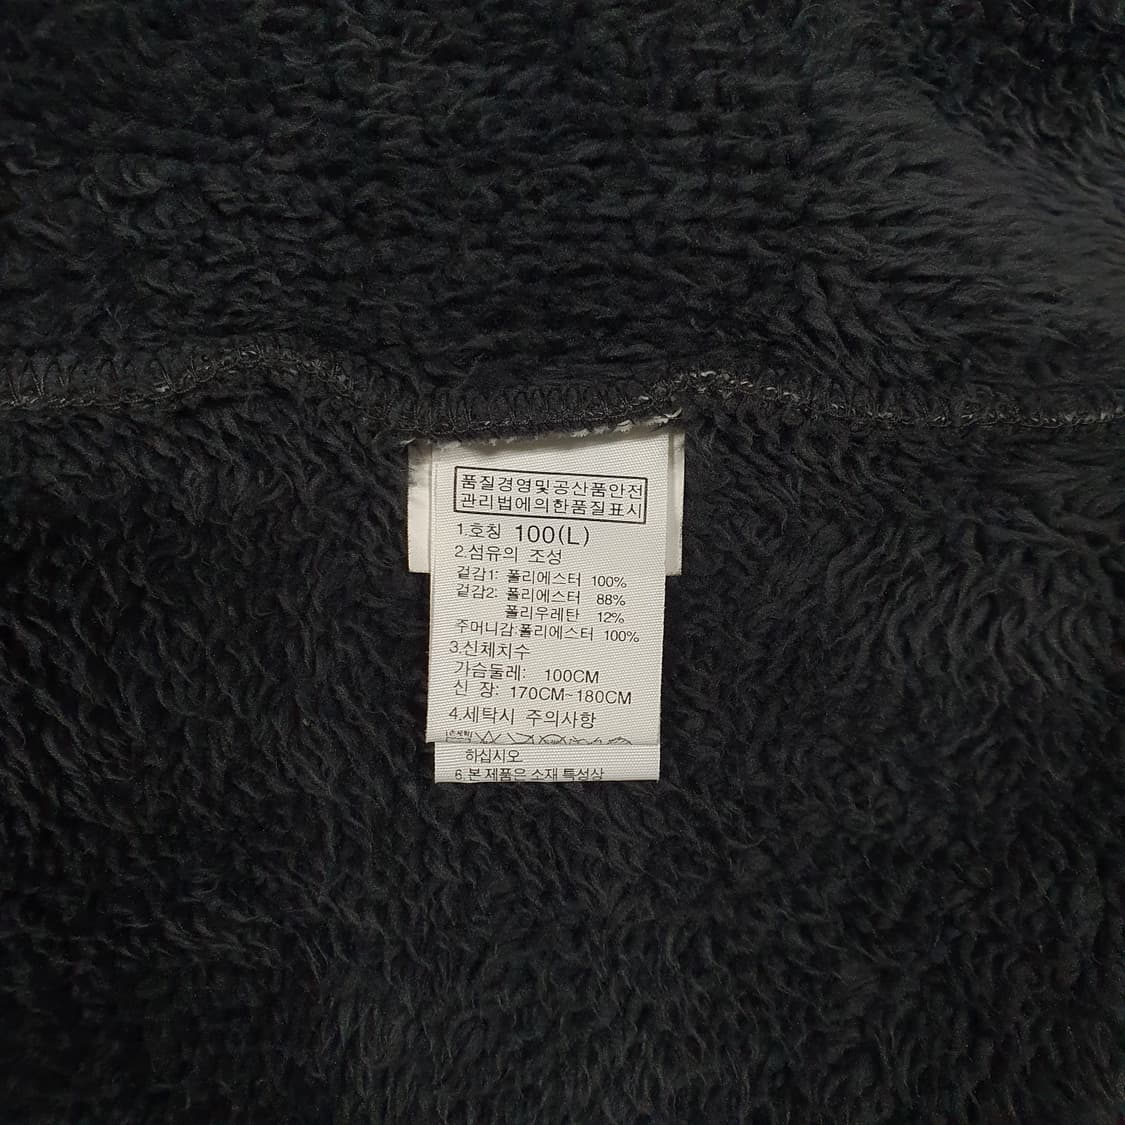 품질경영및공산품안전
관리법에의한품질표시
1.호칭 100(L)
2.섬유의 조성
겉감1: 폴리에스터 100%
겉감2: 폴리에스터 88%
폴리우레탄 12%
주머니감:폴리에스터 100%
3.신체치수
가슴둘레: 100CM
신 장: 170CM~180CM
4.세탁시 주의사항
하십시오.
6.본 제품은 소재 특성상